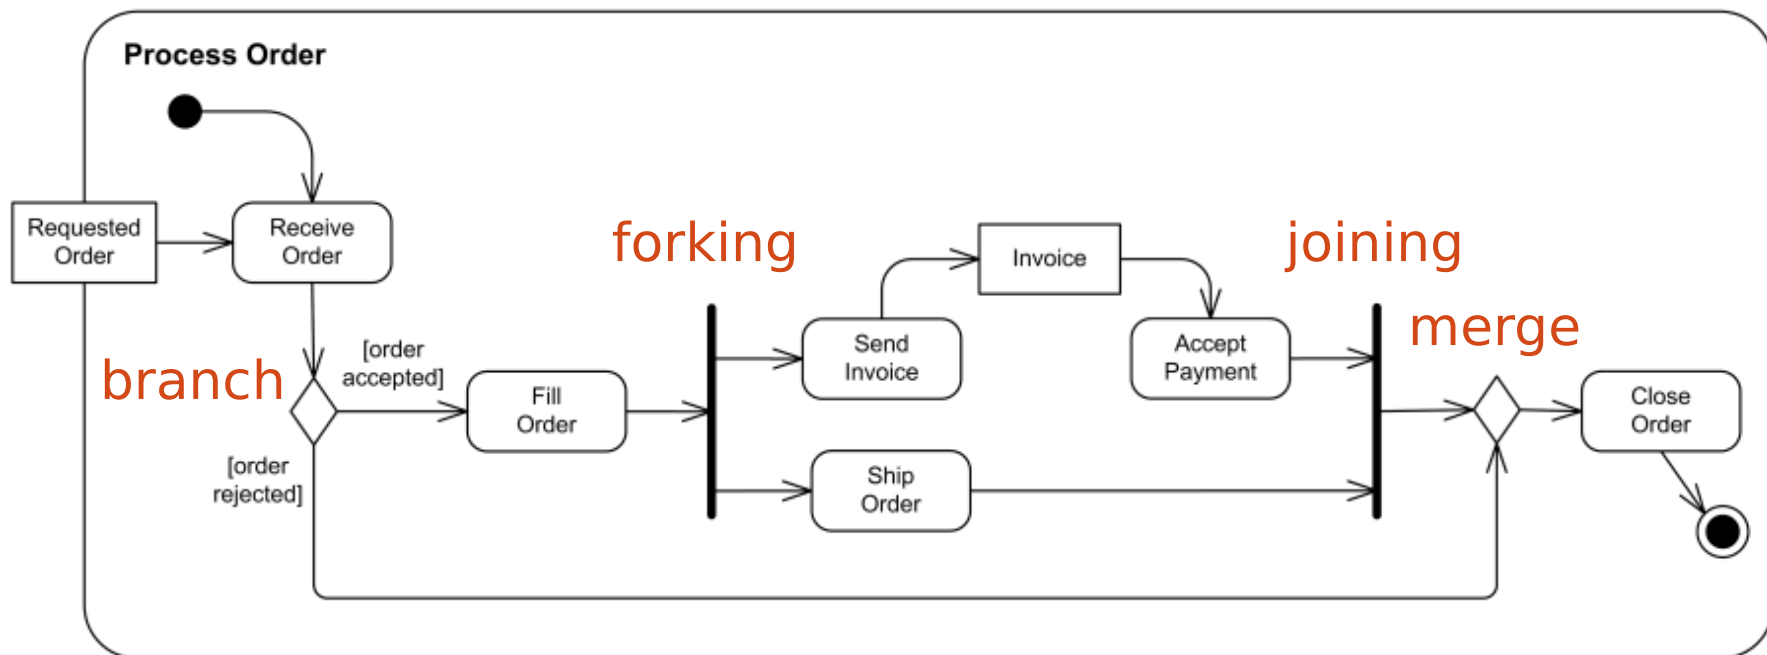 Process Order
Requested
Order
Receive
Order
branch
[order
accepted]
[order
rejected]
Fill
Order
forking
Send
Invoice
Invoice
Accept
Payment
Ship
Order
joining
merge
Close
Order